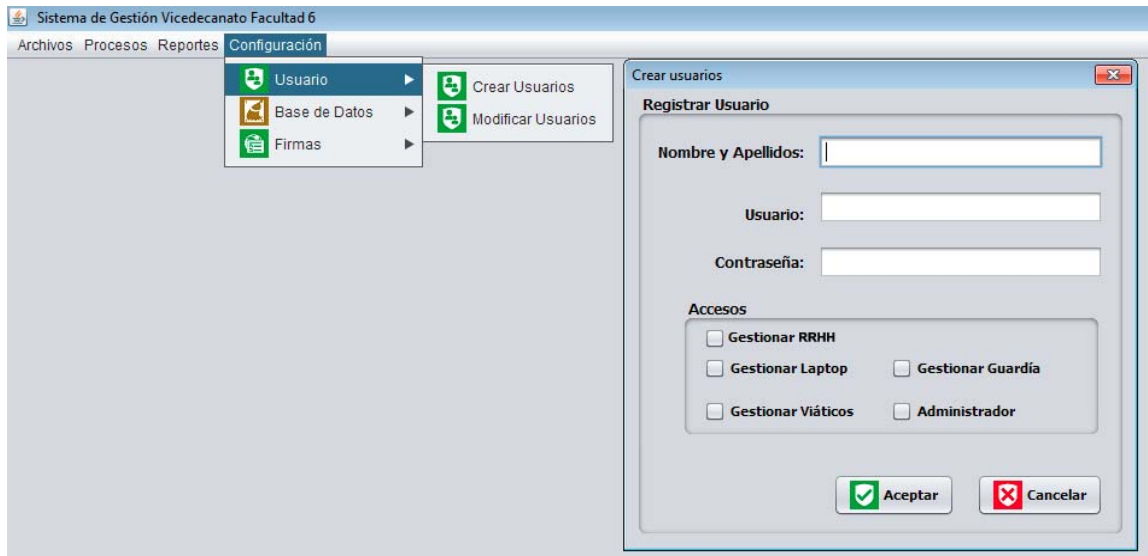 Sistema de Gestión Vicedecanato Facultad 6
Archivos Procesos Reportes Configuración
Usuario
Base de Datos
Firmas
Crear Usuarios
Modificar Usuarios
Crear usuarios
Registrar Usuario
Nombre y Apellidos:
Usuario:
Contraseña:
Accesos
Gestionar RRHH
Gestionar Laptop Gestionar Guardía
Gestionar Viáticos Administrador
Aceptar Cancelar